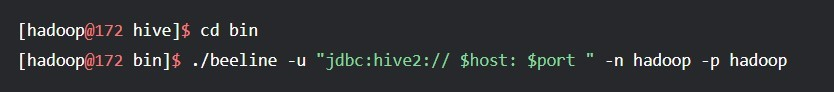 [hadoop@172 hive]$ cd bin
[hadoop@172 bin]$ ./beeline -u "jdbc:hive2:// $host: $port " -n hadoop -p hadoop